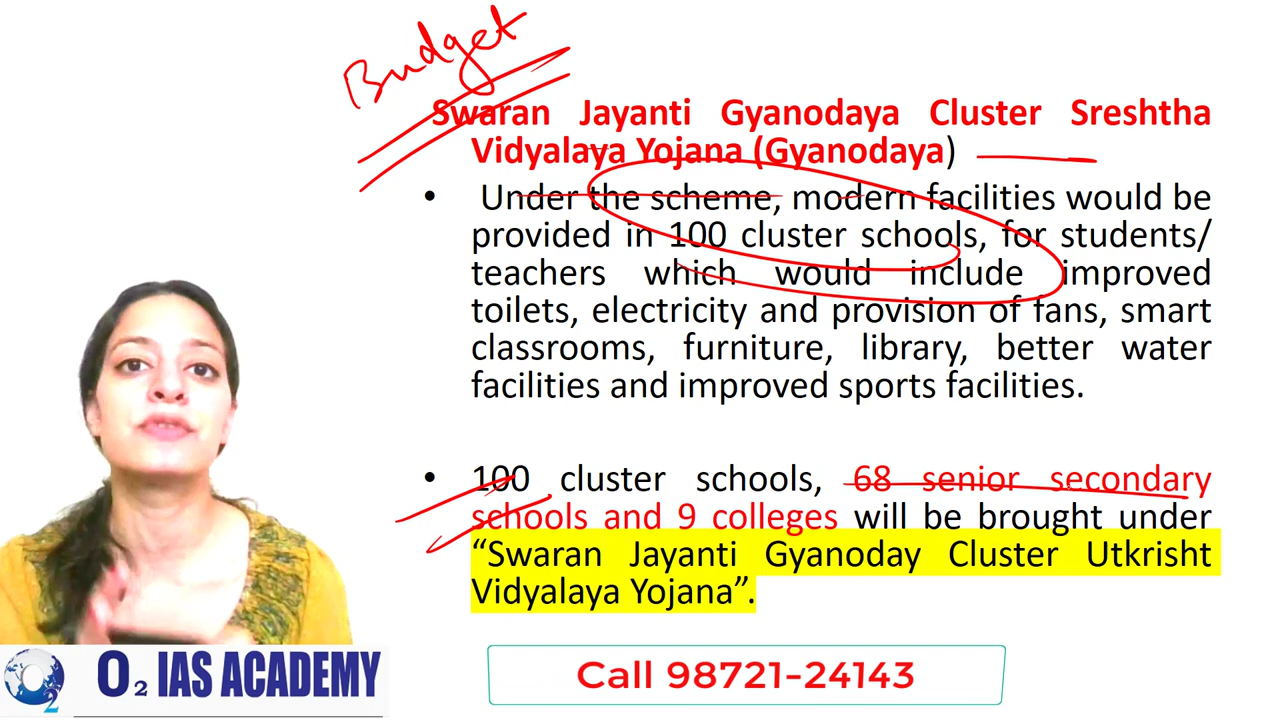 Budget
Swaran Jayanti Gyanodaya Cluster Sreshtha
Vidyalaya Yojana (Gyanodaya)
• Under the scheme, modern facilities would be
provided in 100 cluster schools, for students/
teachers which would include improved
toilets, electricity and provision of fans, smart
classrooms, furniture, library, better water
facilities and improved sports facilities.
• 100 cluster schools, 68 senior secondary
schools and 9 colleges will be brought under
“Swaran Jayanti Gyanoday Cluster Utkrisht
Vidyalaya Yojana”.
O2 IAS ACADEMY
O2
Call 98721-24143